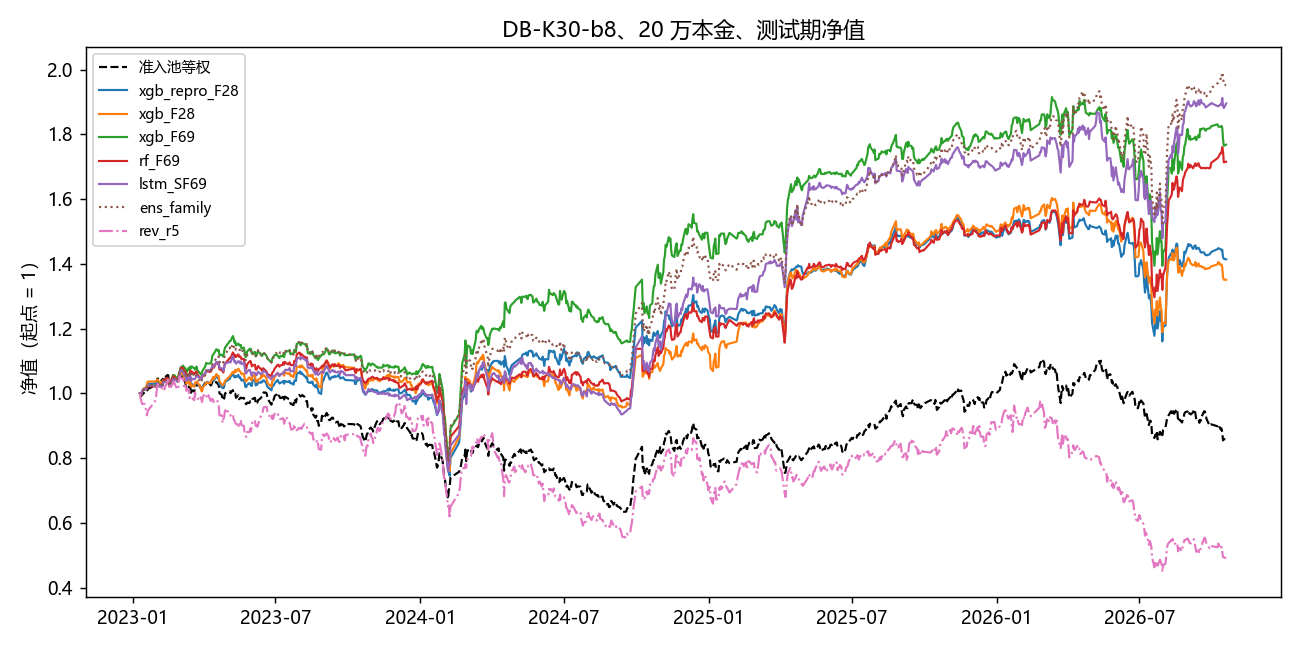 DB-K30-b8、20 万本金、测试期净值
净值（起点 = 1）
2.0
1.8
1.6
1.4
1.2
1.0
0.8
0.6
0.4
准入池等权
xgb_repro_F28
xgb_F28
xgb_F69
rf_F69
lstm_SF69
ens_family
rev_r5
2023-01
2023-07
2024-01
2024-07
2025-01
2025-07
2026-01
2026-07